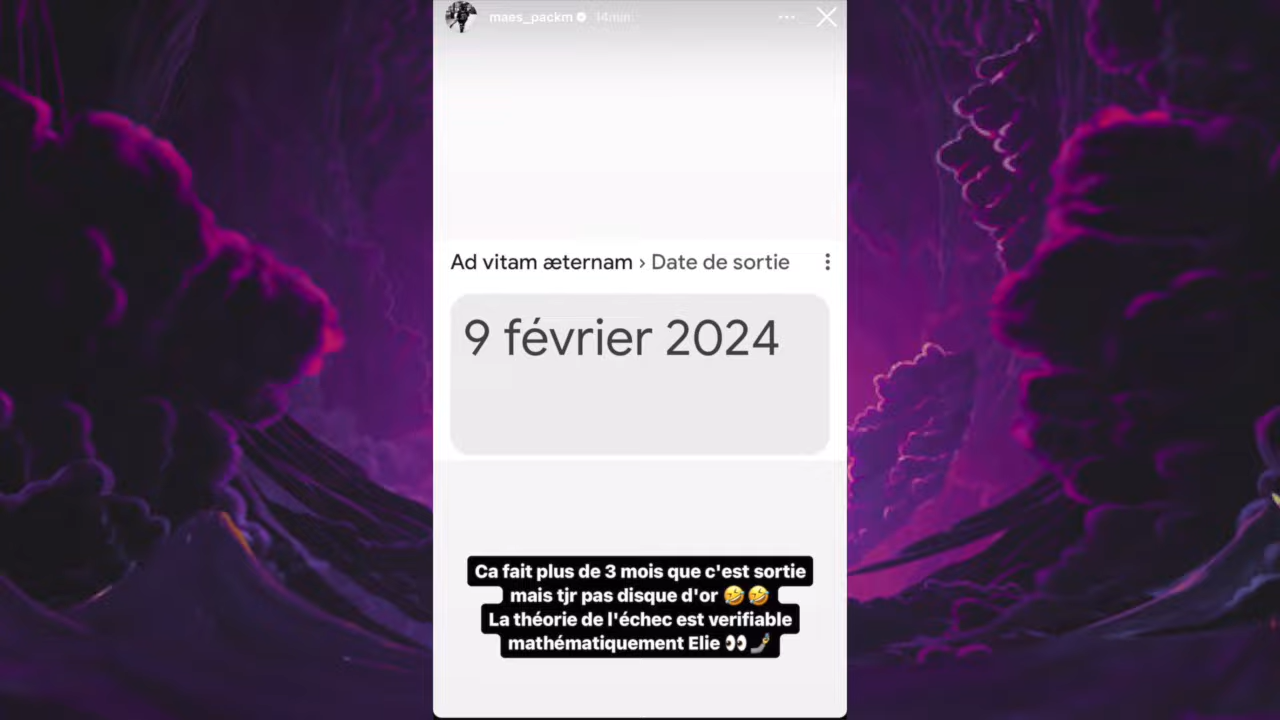 maes_packm 14min
Ad vitam æternam › Date de sortie
9 février 2024
Ca fait plus de 3 mois que c'est sortie
mais tjr pas disque d'or 🤣🤣
La théorie de l'échec est verifiable
mathématiquement Elie 👀🤳